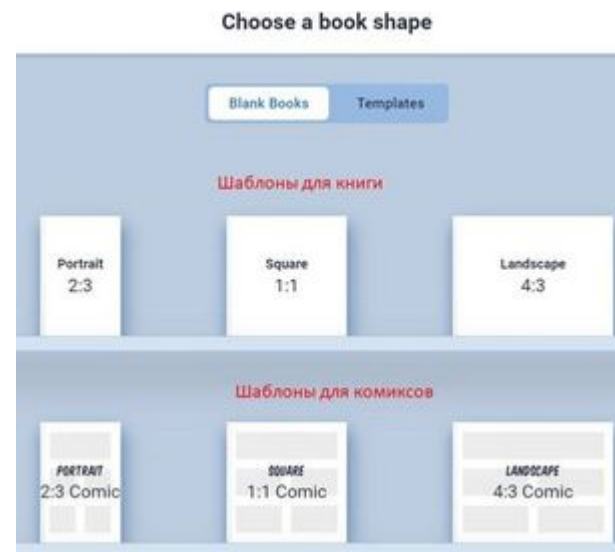 Choose a book shape
Blank Books Templates
Шаблоны для книги
Portrait Square Landscape
2:3 1:1 4:3
Шаблоны для комиксов
PORTRAIT SQUARE LANDSCAPE
2:3 Comic 1:1 Comic 4:3 Comic